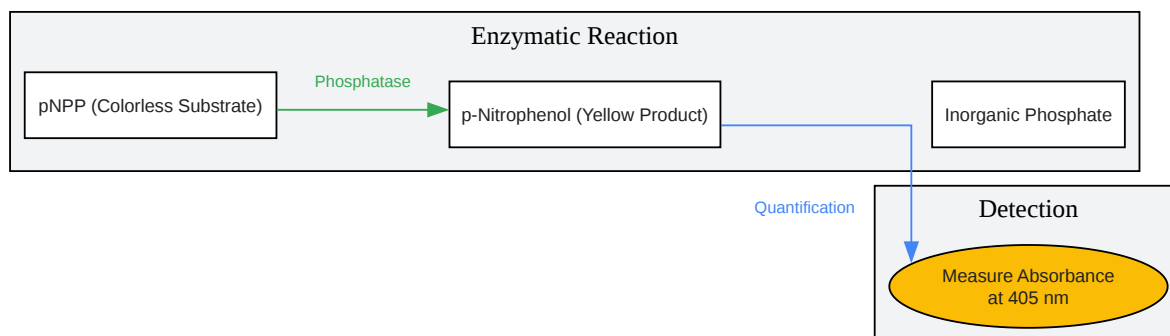 Enzymatic Reaction
Phosphatase
pNPP (Colorless Substrate)
p-Nitrophenol (Yellow Product)
Inorganic Phosphate
Quantification
Detection
Measure Absorbance
at 405 nm